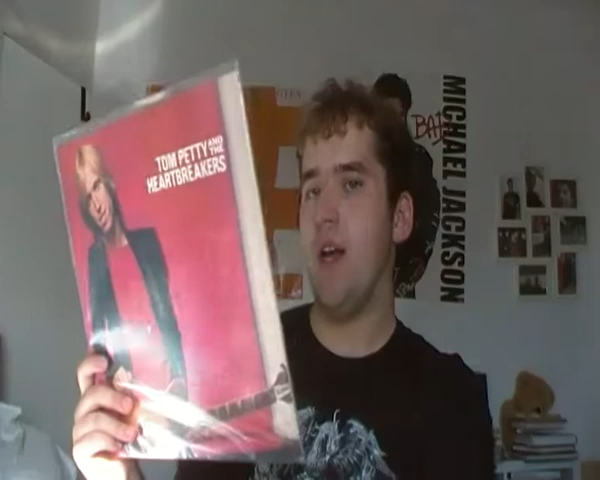 TOM PETTY AND THE
HEARTBREAKERS
BAD
MICHAEL JACKSON